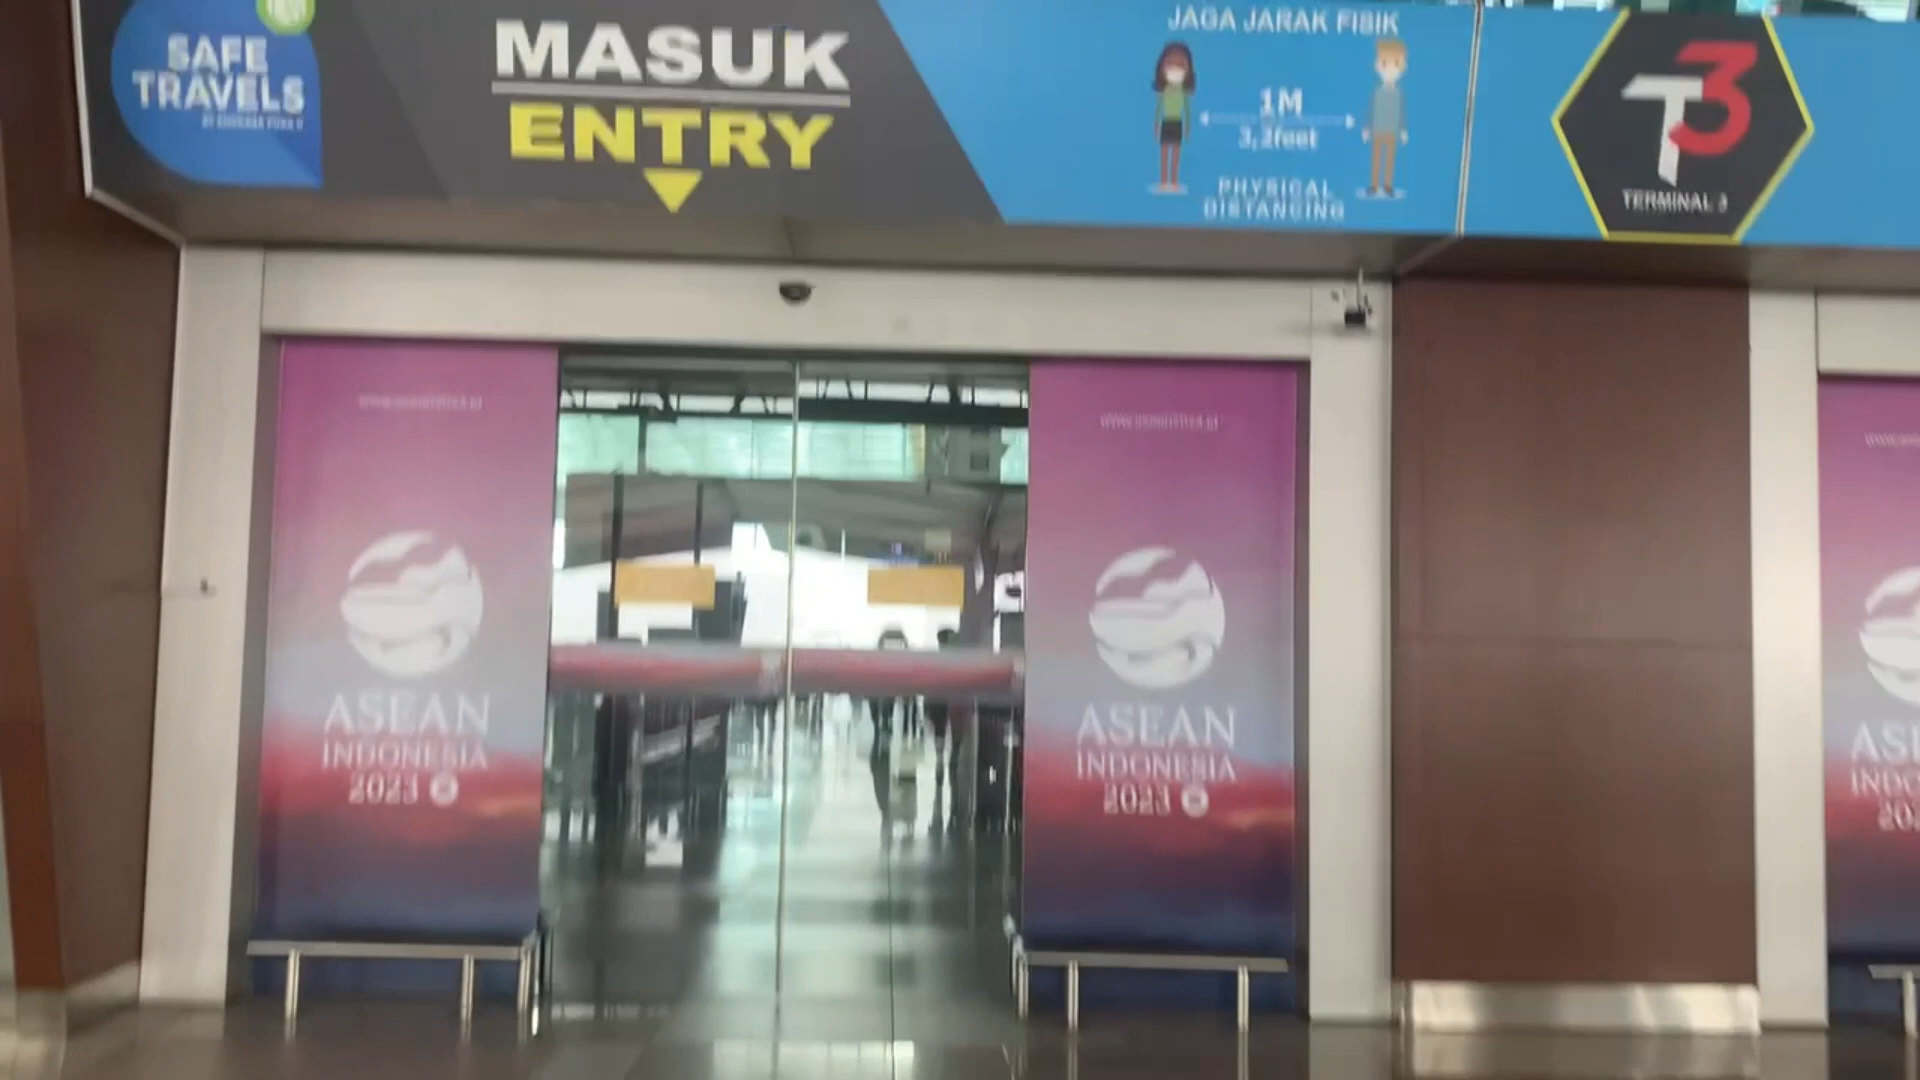 SAFE
TRAVELS
MASUK
ENTRY
JAGA JARAK FISIK
1M
3,2feet
PHYSICAL
DISTANCING
T3
TERMINAL 3
ASEAN
INDONESIA
2023
ASEAN
INDONESIA
2023